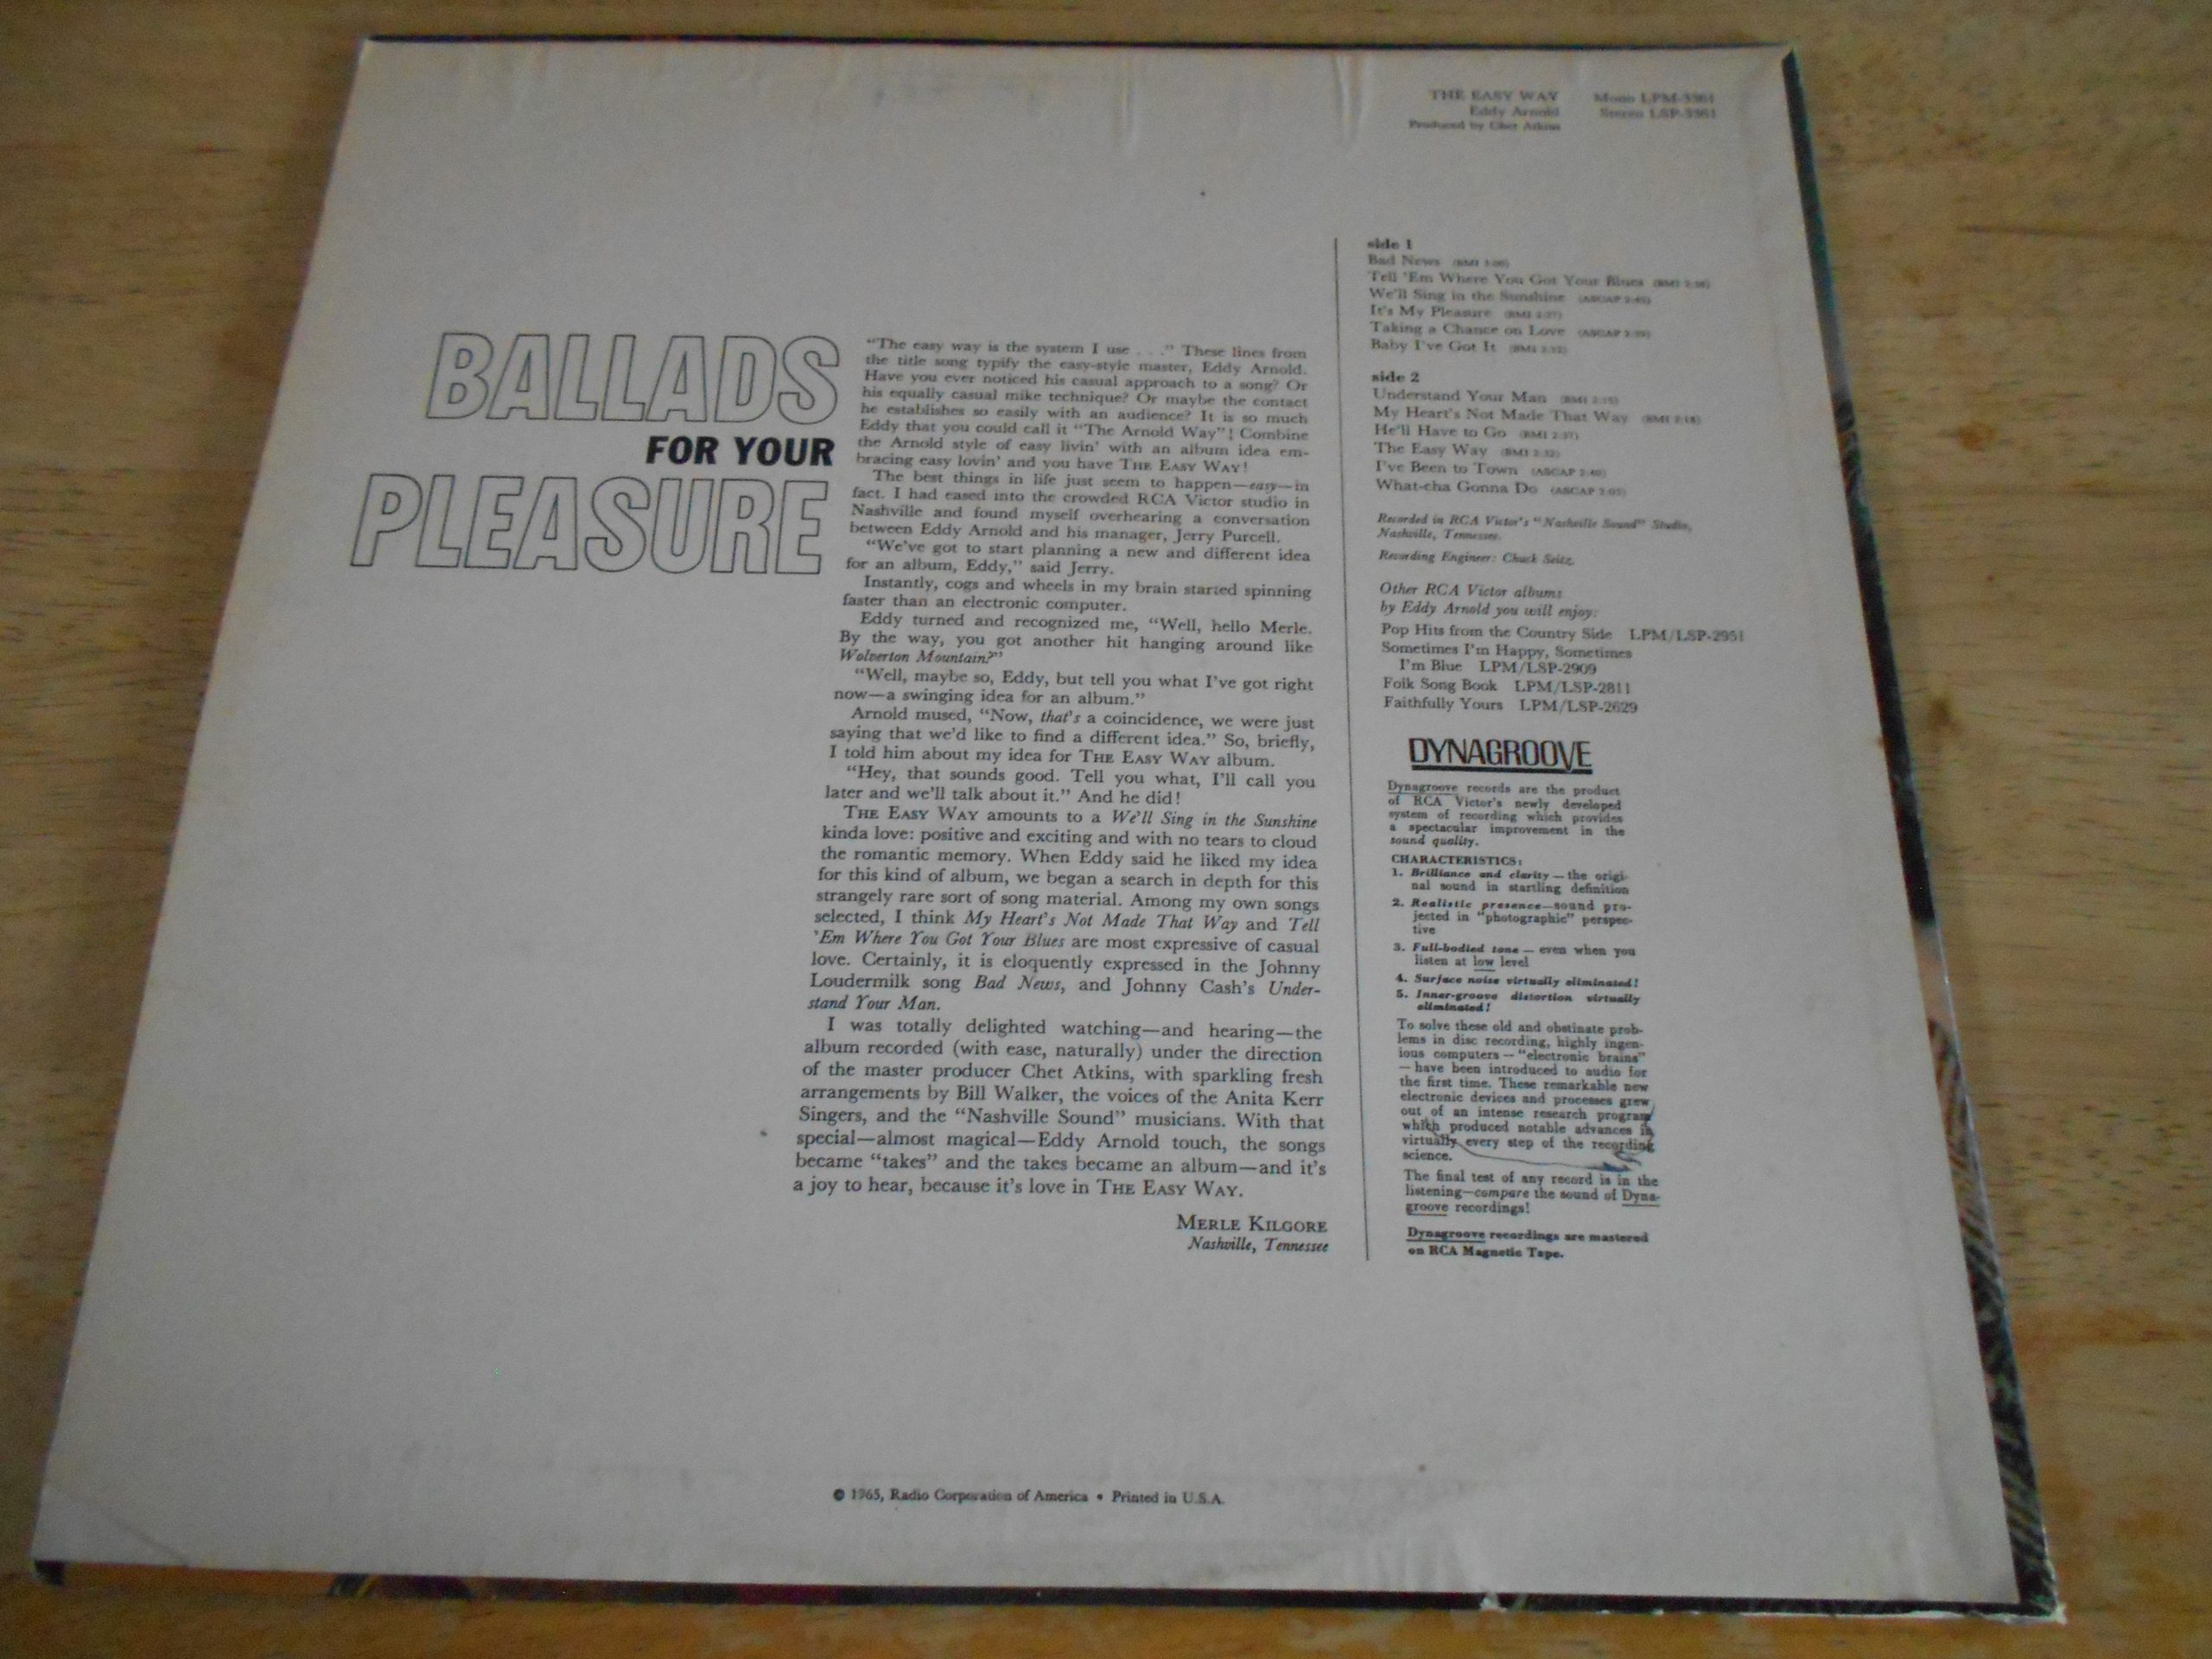 THE EASY WAY
Eddy Arnold
Produced by Chet Atkins
Mono LPM-3361
Stereo LSP-3361
BALLADS
FOR YOUR
PLEASURE
“The easy way is the system I use . . .” These lines from
the title song typify the easy-style master, Eddy Arnold.
Have you ever noticed his casual approach to a song? Or
his equally casual mike technique? Or maybe the contact
he establishes so easily with an audience? It is so much
Eddy that you could call it “The Arnold Way”! Combine
the Arnold style of easy livin’ with an album idea em-
bracing easy lovin’ and you have THE EASY WAY!
The best things in life just seem to happen—easy—in
fact. I had eased into the crowded RCA Victor studio in
Nashville and found myself overhearing a conversation
between Eddy Arnold and his manager, Jerry Purcell.
“We’ve got to start planning a new and different idea
for an album, Eddy,” said Jerry.
Instantly, cogs and wheels in my brain started spinning
faster than an electronic computer.
Eddy turned and recognized me, “Well, hello Merle.
By the way, you got another hit hanging around like
Wolverton Mountain?”
“Well, maybe so, Eddy, but tell you what I’ve got right
now—a swinging idea for an album.”
Arnold mused, “Now, that’s a coincidence, we were just
saying that we’d like to find a different idea.” So, briefly,
I told him about my idea for THE EASY WAY album.
“Hey, that sounds good. Tell you what, I’ll call you
later and we’ll talk about it.” And he did!
THE EASY WAY amounts to a We’ll Sing in the Sunshine
kinda love: positive and exciting and with no tears to cloud
the romantic memory. When Eddy said he liked my idea
for this kind of album, we began a search in depth for this
strangely rare sort of song material. Among my own songs
selected, I think My Heart’s Not Made That Way and Tell
’Em Where You Got Your Blues are most expressive of casual
love. Certainly, it is eloquently expressed in the Johnny
Loudermilk song Bad News, and Johnny Cash’s Under-
stand Your Man.
I was totally delighted watching—and hearing—the
album recorded (with ease, naturally) under the direction
of the master producer Chet Atkins, with sparkling fresh
arrangements by Bill Walker, the voices of the Anita Kerr
Singers, and the “Nashville Sound” musicians. With that
special—almost magical—Eddy Arnold touch, the songs
became “takes” and the takes became an album—and it’s
a joy to hear, because it’s love in THE EASY WAY.
MERLE KILGORE
Nashville, Tennessee
side 1
Bad News (BMI
Tell ’Em Where You Got Your Blues (BMI
We’ll Sing in the Sunshine (ASCAP
It’s My Pleasure (BMI
Taking a Chance on Love (ASCAP
Baby I’ve Got It (BMI
side 2
Understand Your Man (BMI
My Heart’s Not Made That Way (BMI
He’ll Have to Go (BMI
The Easy Way (BMI
I’ve Been to Town (ASCAP
What-cha Gonna Do (ASCAP
Recorded in RCA Victor’s “Nashville Sound” Studio,
Nashville, Tennessee.
Recording Engineer: Chuck Seitz.
Other RCA Victor albums
by Eddy Arnold you will enjoy:
Pop Hits from the Country Side LPM/LSP-2951
Sometimes I’m Happy, Sometimes
I’m Blue LPM/LSP-2909
Folk Song Book LPM/LSP-2811
Faithfully Yours LPM/LSP-2629
DYNAGROOVE
Dynagroove records are the product
of RCA Victor’s newly developed
system of recording which provides
a spectacular improvement in the
sound quality.
CHARACTERISTICS:
1. Brilliance and clarity — the origi-
nal sound in startling definition
2. Realistic presence—sound pro-
jected in “photographic” perspec-
tive
3. Full-bodied tone — even when you
listen at low level
4. Surface noise virtually eliminated!
5. Inner-groove distortion virtually
eliminated!
To solve these old and obstinate prob-
lems in disc recording, highly ingen-
ious computers — “electronic brains”
— have been introduced to audio for
the first time. These remarkable new
electronic devices and processes grew
out of an intense research program
which produced notable advances in
virtually every step of the recording
science.
The final test of any record is in the
listening—compare the sound of Dyna-
groove recordings!
Dynagroove recordings are mastered
on RCA Magnetic Tape.
© 1965, Radio Corporation of America • Printed in U.S.A.